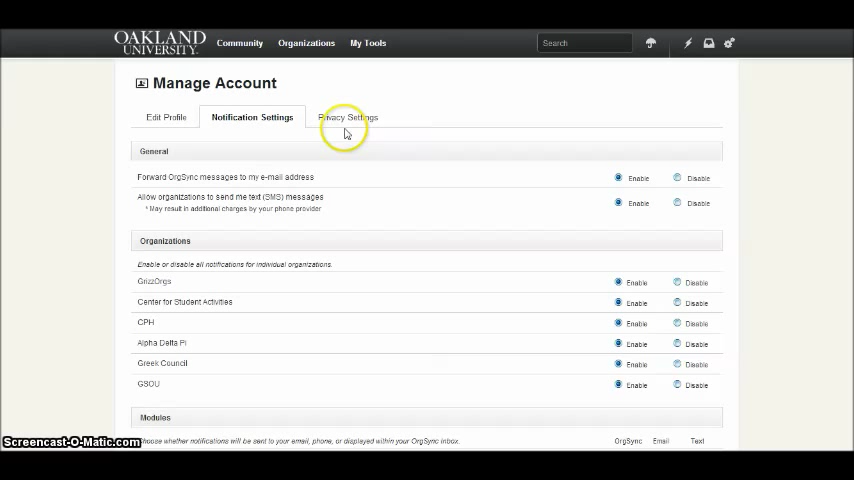 OAKLAND
UNIVERSITY.
Community Organizations My Tools Search
Manage Account
Edit Profile Notification Settings Privacy Settings
General
Forward OrgSync messages to my e-mail address Enable Disable
Allow organizations to send me text (SMS) messages Enable Disable
*May result in additional charges by your phone provider
Organizations
Enable or disable all notifications for individual organizations.
GrizzOrgs Enable Disable
Center for Student Activities Enable Disable
CPH Enable Disable
Alpha Delta Pi Enable Disable
Greek Council Enable Disable
GSOU Enable Disable
Modules
Choose whether notifications will be sent to your email, phone, or displayed within your OrgSync inbox. OrgSync Email Text
Screencast-O-Matic.com